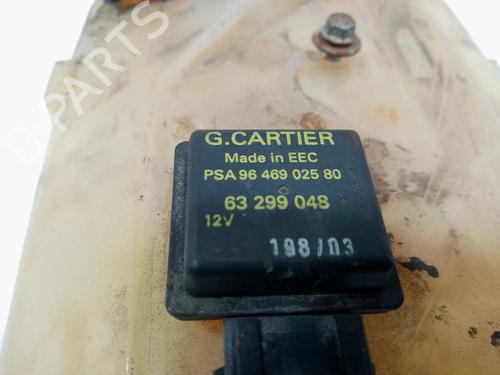 B-PARTS
G.CARTIER
Made in EEC
PSA 96 469 025 80
63 299 048
12V
198/03